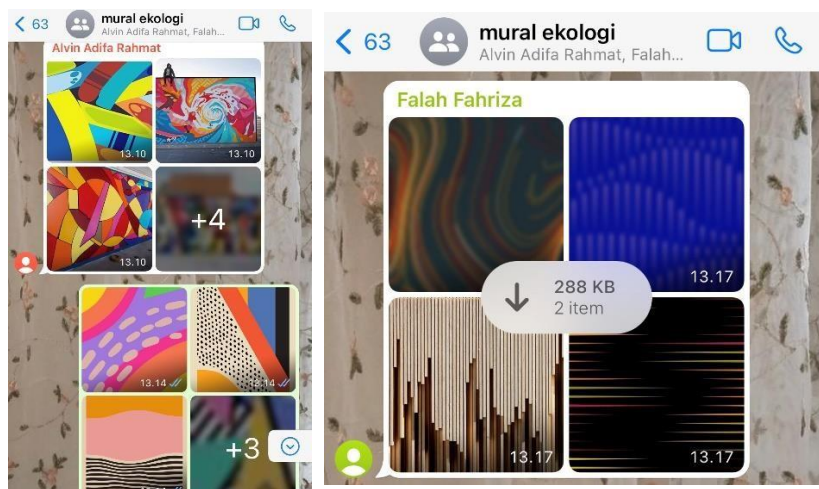 63
mural ekologi
Alvin Adifa Rahmat, Falah...
Alvin Adifa Rahmat
13.10
13.10
+4
13.10
13.14
13.14
+3
63
mural ekologi
Alvin Adifa Rahmat, Falah...
Falah Fahriza
13.17
288 KB
2 item
13.17
13.17